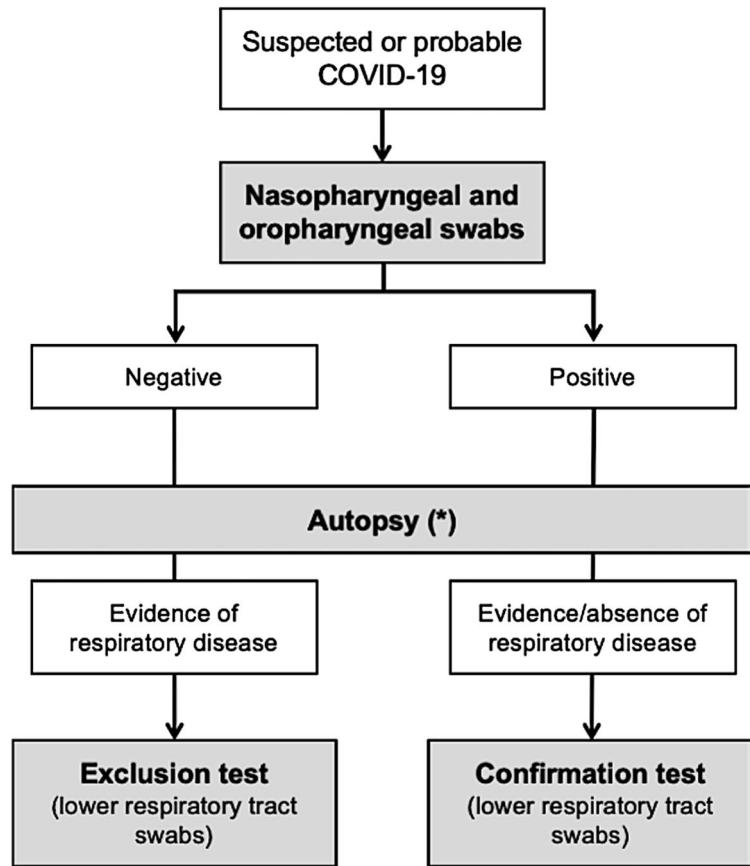 Suspected or probable
COVID-19
Nasopharyngeal and
oropharyngeal swabs
Negative
Positive
Autopsy (*)
Evidence of
respiratory disease
Evidence/absence of
respiratory disease
Exclusion test
(lower respiratory tract
swabs)
Confirmation test
(lower respiratory tract
swabs)